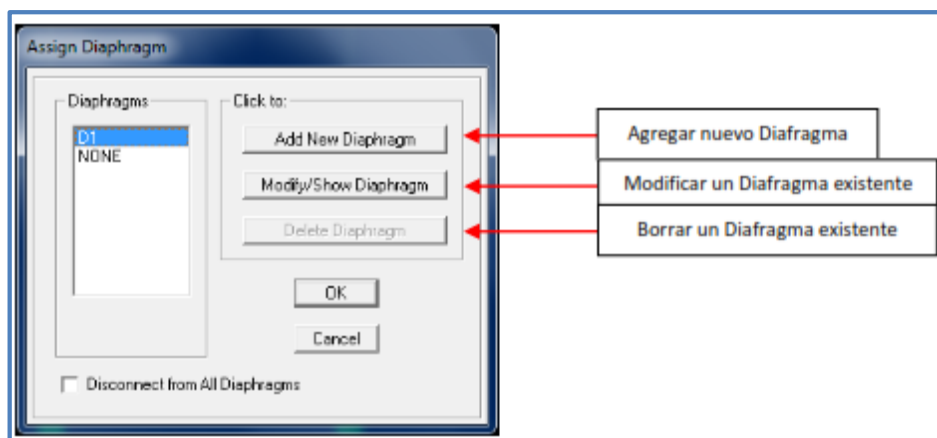 Assign Diaphragm
Diaphragms
D1
NONE
Click to:
Add New Diaphragm
Modify/Show Diaphragm
Delete Diaphragm
OK
Cancel
Disconnect from All Diaphragms
Agregar nuevo Diafragma
Modificar un Diafragma existente
Borrar un Diafragma existente